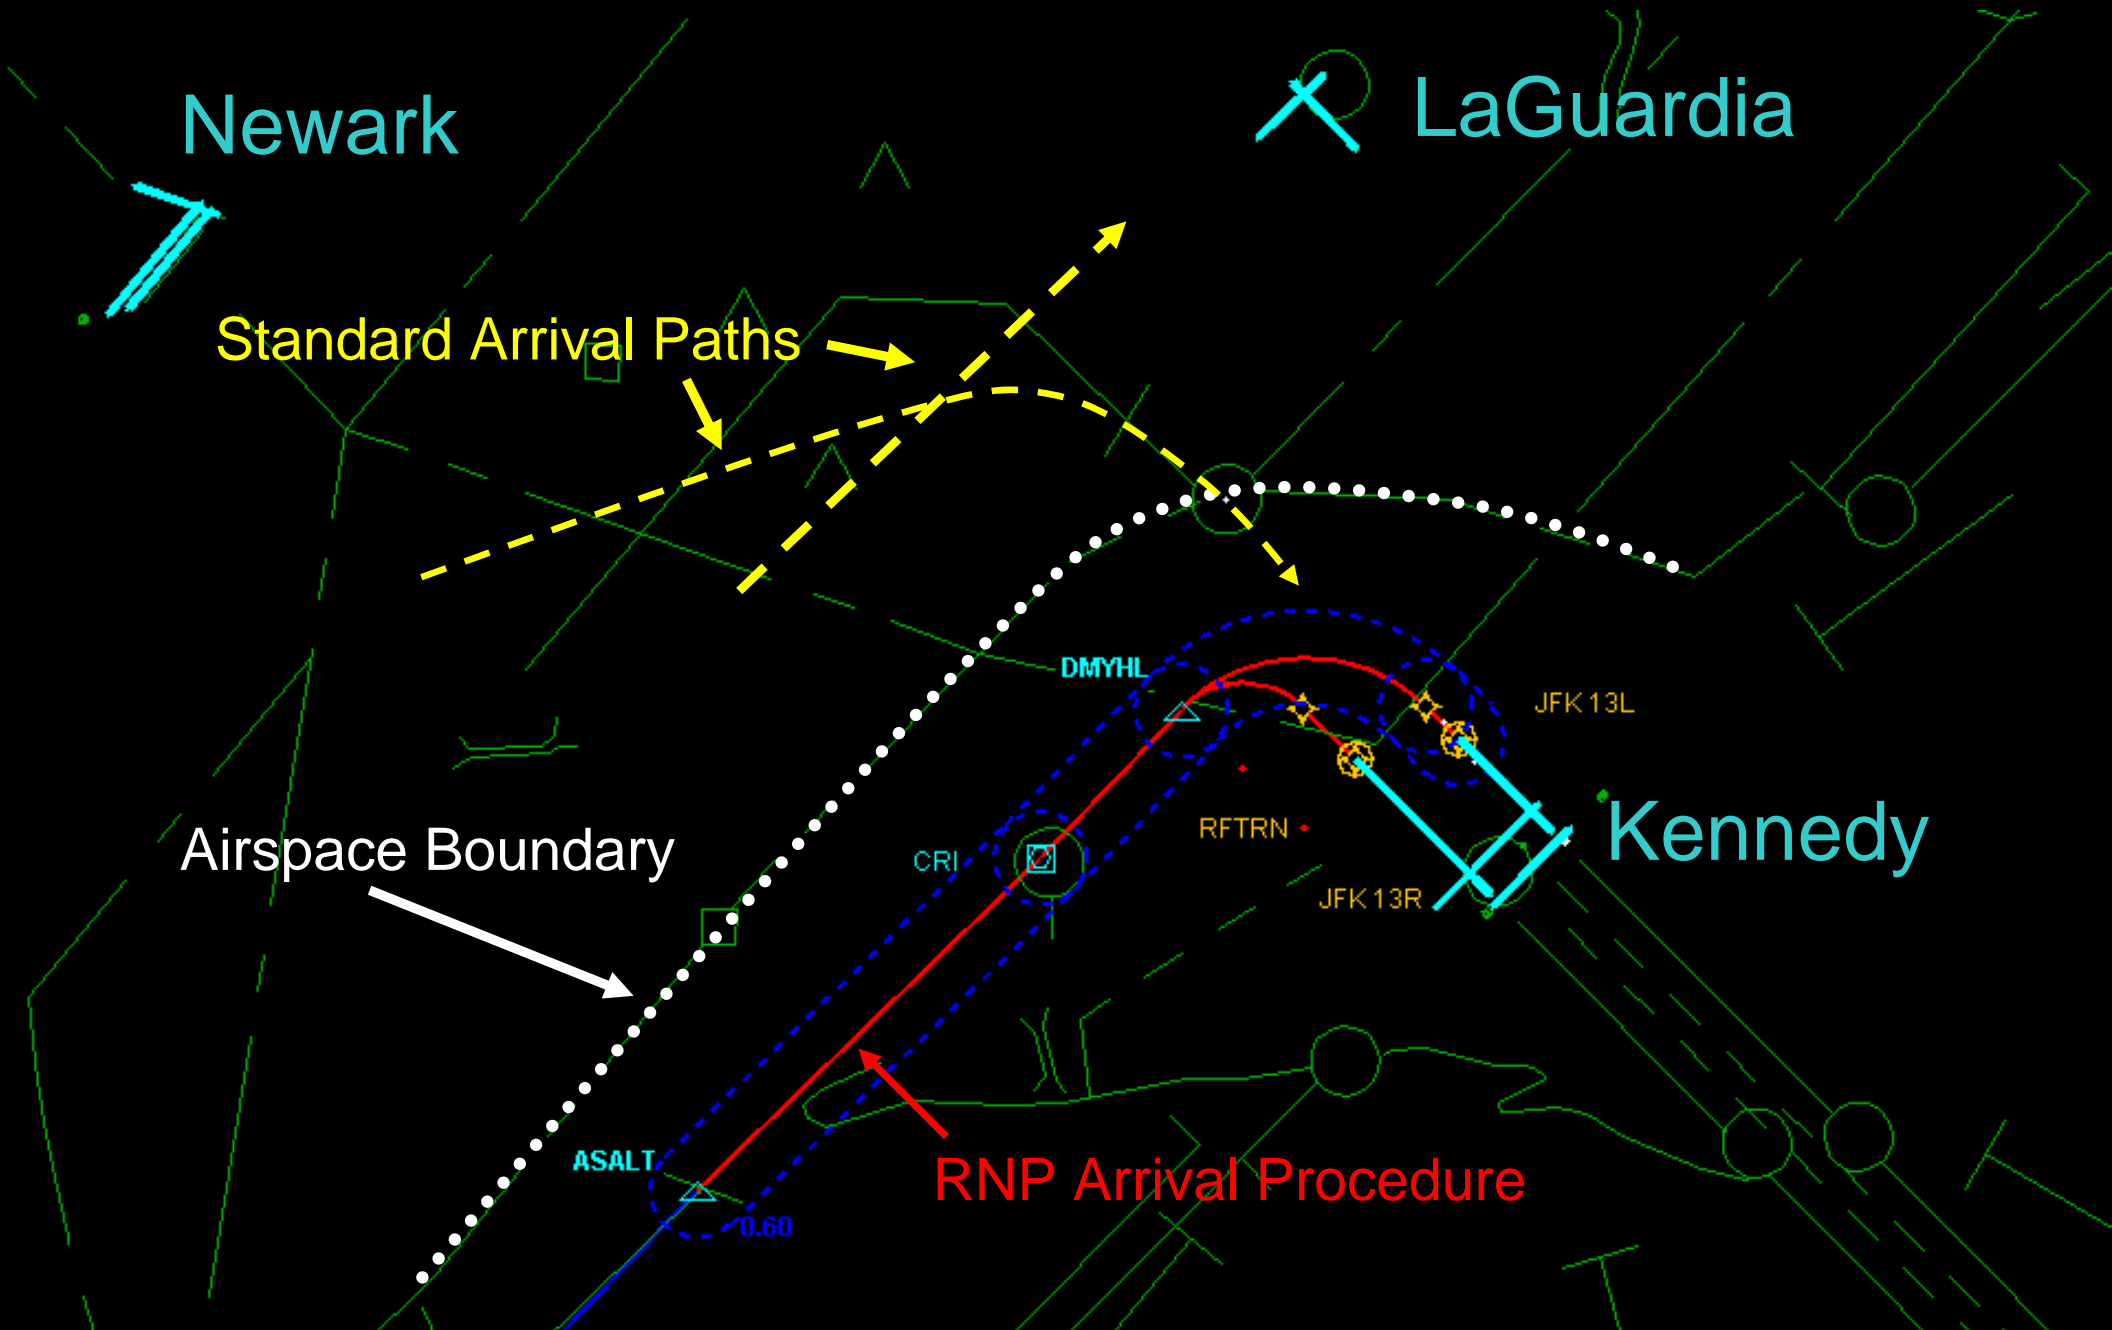 Newark
LaGuardia
Standard Arrival Paths
DMYHL
JFK 13L
Airspace Boundary
CRI
RFTRN
Kennedy
JFK 13R
ASALT
RNP Arrival Procedure
0.60